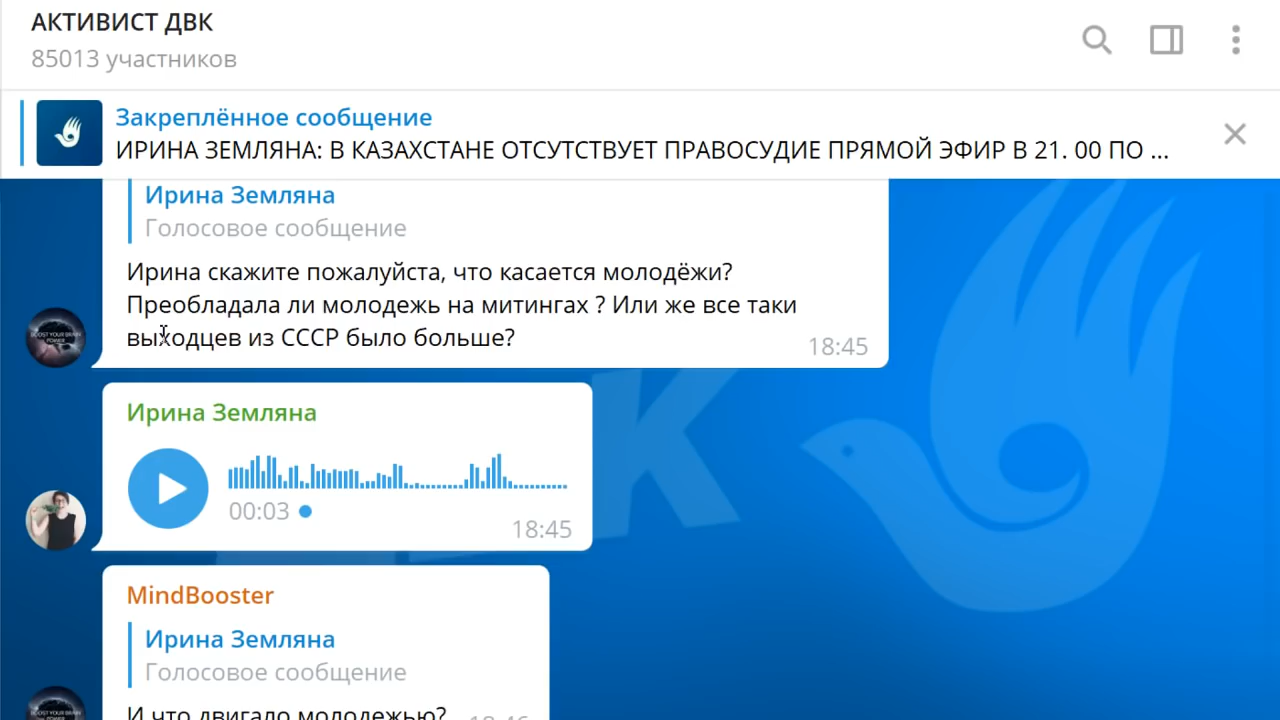 АКТИВИСТ ДВК
85013 участников
Закреплённое сообщение
ИРИНА ЗЕМЛЯНА: В КАЗАХСТАНЕ ОТСУТСТВУЕТ ПРАВОСУДИЕ ПРЯМОЙ ЭФИР В 21. 00 ПО ...
Ирина Земляна
Голосовое сообщение
Ирина скажите пожалуйста, что касается молодёжи?
Преобладала ли молодежь на митингах ? Или же все таки
выходцев из СССР было больше?
18:45
Ирина Земляна
00:03
18:45
MindBooster
Ирина Земляна
Голосовое сообщение
И что двигало молодежью?
18:46